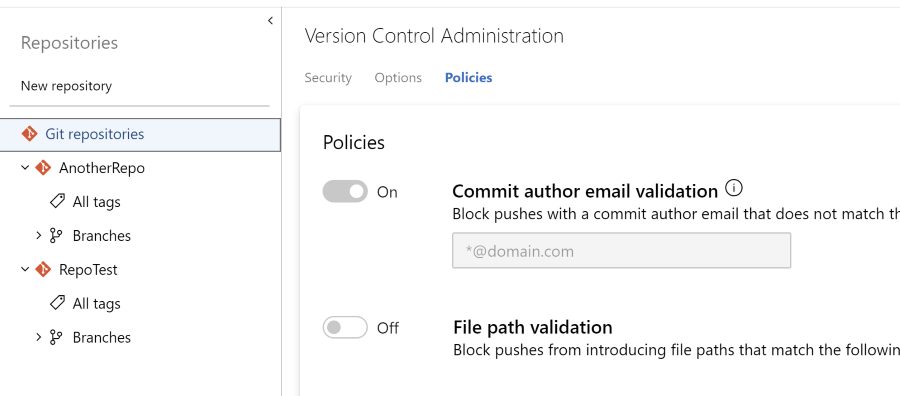 Repositories
New repository
Git repositories
AnotherRepo
All tags
Branches
RepoTest
All tags
Branches
Version Control Administration
Security Options Policies
Policies
On
Commit author email validation
Block pushes with a commit author email that does not match
*@domain.com
Off
File path validation
Block pushes from introducing file paths that match the